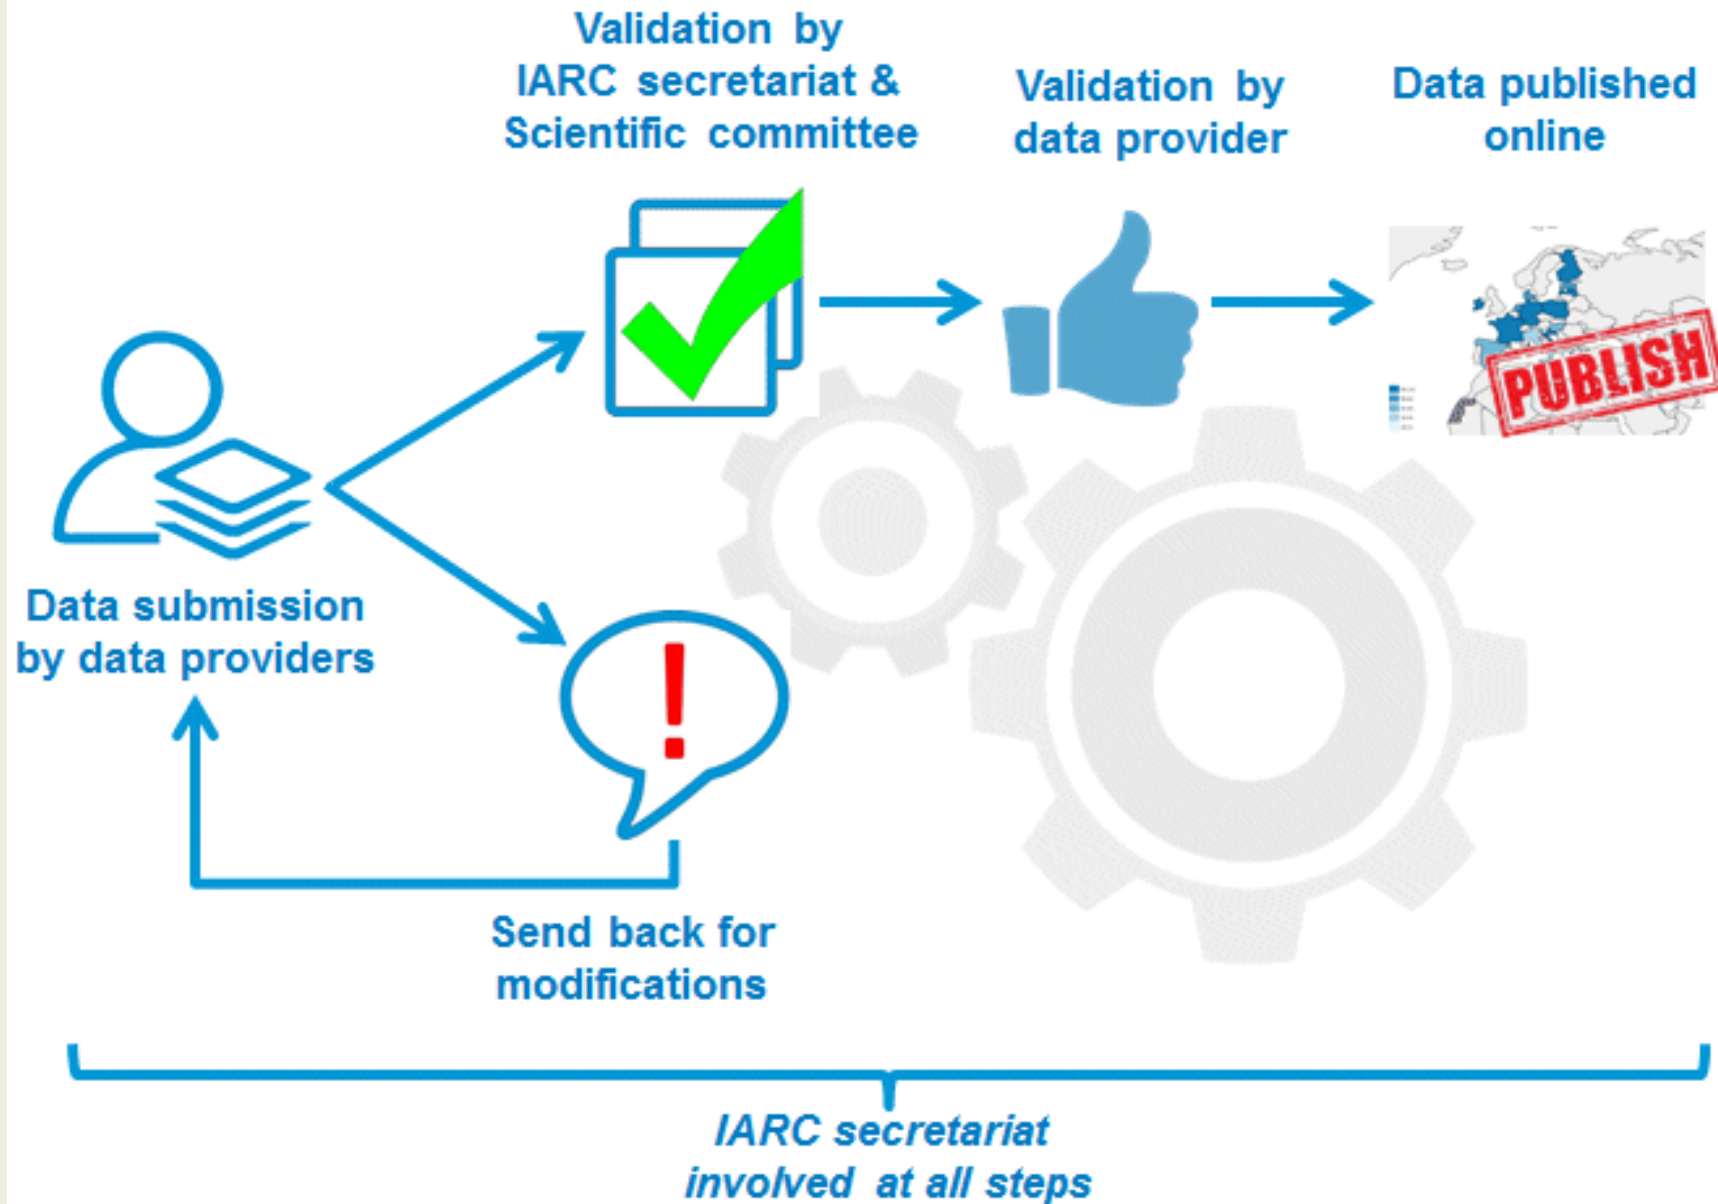 Validation by
IARC secretariat &
Scientific committee
Validation by
data provider
Data published
online
PUBLISH
Data submission
by data providers
!
Send back for
modifications
IARC secretariat
involved at all steps